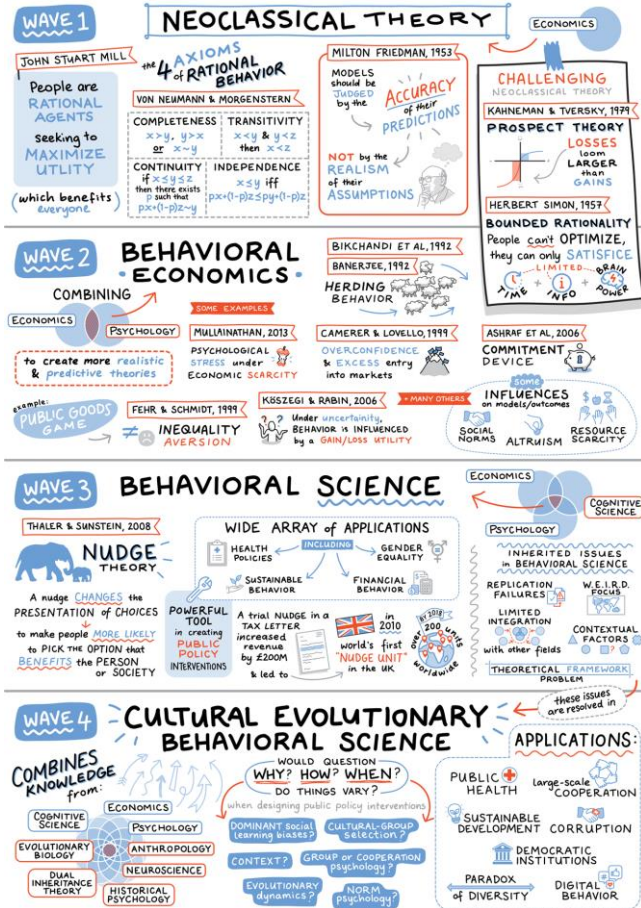 WAVE 1
NEOCLASSICAL THEORY
ECONOMICS
JOHN STUART MILL
People are
RATIONAL
AGENTS
seeking to
MAXIMIZE
UTLITY
(which benefits
everyone)
the 4 AXIOMS
of RATIONAL
BEHAVIOR
VON NEUMANN & MORGENSTERN
COMPLETENESS
x>y, y>x
or x~y
TRANSITIVITY
x<y & y<z
then x<z
CONTINUITY
if x≤y≤z
then there exists
p such that
px+(1-p)z~y
INDEPENDENCE
x≤y iff
px+(1-p)z≤py+(1-p)z
MILTON FRIEDMAN, 1953
MODELS
should be
JUDGED
by the
ACCURACY
of their
PREDICTIONS
NOT by the
REALISM
of their
ASSUMPTIONS
CHALLENGING
NEOCLASSICAL THEORY
KAHNEMAN & TVERSKY, 1979
PROSPECT THEORY
LOSSES
loom
LARGER
than
GAINS
HERBERT SIMON, 1957
BOUNDED RATIONALITY
People can't OPTIMIZE,
they can only SATISFICE
LIMITED
TIME + INFO + BRAIN POWER
WAVE 2
BEHAVIORAL
• ECONOMICS •
COMBINING
ECONOMICS
PSYCHOLOGY
to create more realistic
& predictive theories
BIKCHANDI ET AL, 1992
BANERJEE, 1992
HERDING
BEHAVIOR
SOME EXAMPLES
MULLAINATHAN, 2013
PSYCHOLOGICAL
STRESS under
ECONOMIC SCARCITY
CAMERER & LOVELLO, 1999
OVERCONFIDENCE
& EXCESS entry
into markets
ASHRAF ET AL, 2006
COMMITMENT
DEVICE
example:
PUBLIC GOODS
GAME
FEHR & SCHMIDT, 1999
≠ INEQUALITY
AVERSION
KÖSZEGI & RABIN, 2006
? ?
Under uncertainity,
BEHAVIOR IS INFLUENCED
by a GAIN/LOSS UTILITY
+ MANY OTHERS
some
INFLUENCES
on models/outcomes
SOCIAL
NORMS
ALTRUISM
$
RESOURCE
SCARCITY
WAVE 3
BEHAVIORAL SCIENCE
ECONOMICS
COGNITIVE
SCIENCE
PSYCHOLOGY
THALER & SUNSTEIN, 2008
NUDGE
THEORY
A nudge CHANGES the
PRESENTATION OF CHOICES
to make people MORE LIKELY
to PICK THE OPTION that
BENEFITS the PERSON
or SOCIETY
WIDE ARRAY of APPLICATIONS
INCLUDING
HEALTH
POLICIES
GENDER
EQUALITY
SUSTAINABLE
BEHAVIOR
FINANCIAL
BEHAVIOR
POWERFUL
TOOL
in creating
PUBLIC
POLICY
INTERVENTIONS
A trial NUDGE in a
TAX LETTER
increased
revenue
by £200M
& led to
in
2010
world's first
"NUDGE UNIT"
in the UK
BY 2018
over 200 units
worldwide
INHERITED ISSUES
in BEHAVIORAL SCIENCE
REPLICATION
FAILURES
W.E.I.R.D.
FOCUS
LIMITED
INTEGRATION
with other fields
CONTEXTUAL
FACTORS
THEORETICAL FRAMEWORK
PROBLEM
these issues
are resolved in
WAVE 4
CULTURAL EVOLUTIONARY
BEHAVIORAL SCIENCE
COMBINES
KNOWLEDGE
from:
ECONOMICS
COGNITIVE
SCIENCE
PSYCHOLOGY
EVOLUTIONARY
BIOLOGY
ANTHROPOLOGY
NEUROSCIENCE
DUAL
INHERITANCE
THEORY
HISTORICAL
PSYCHOLOGY
WOULD QUESTION
WHY? HOW? WHEN?
DO THINGS VARY?
when designing public policy interventions
DOMINANT social
learning biases?
CULTURAL-GROUP
selection?
CONTEXT?
GROUP or COOPERATION
psychology?
EVOLUTIONARY
dynamics?
NORM
psychology?
APPLICATIONS:
PUBLIC
HEALTH
large-scale
COOPERATION
SUSTAINABLE
DEVELOPMENT
CORRUPTION
DEMOCRATIC
INSTITUTIONS
PARADOX
of DIVERSITY
DIGITAL
BEHAVIOR